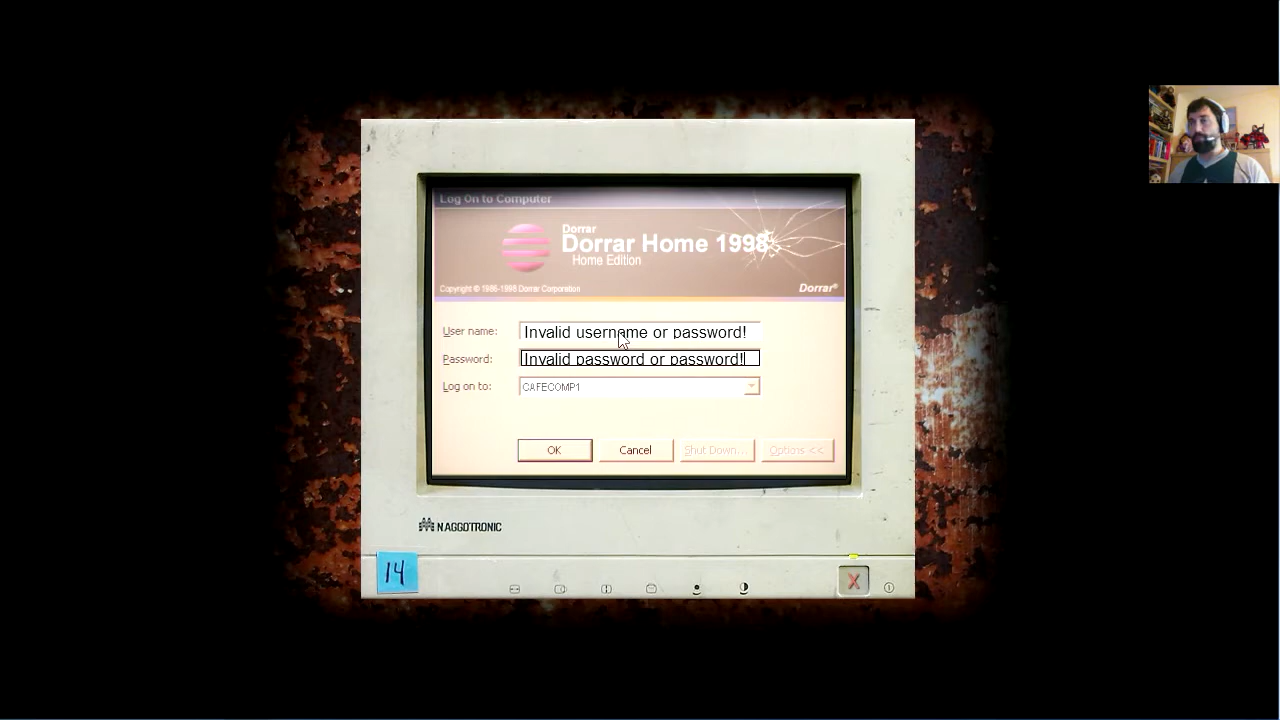 Log On to Computer
Dorrar
Dorrar Home 1998
Home Edition
Copyright © 1986-1998 Dorrar Corporation
Dorrar®
User name:
Invalid username or password!
Password:
Invalid password or password!
Log on to:
CAFECOMP1
OK
Cancel
Shut Down...
Options <<
NAGGOTRONIC
14
X